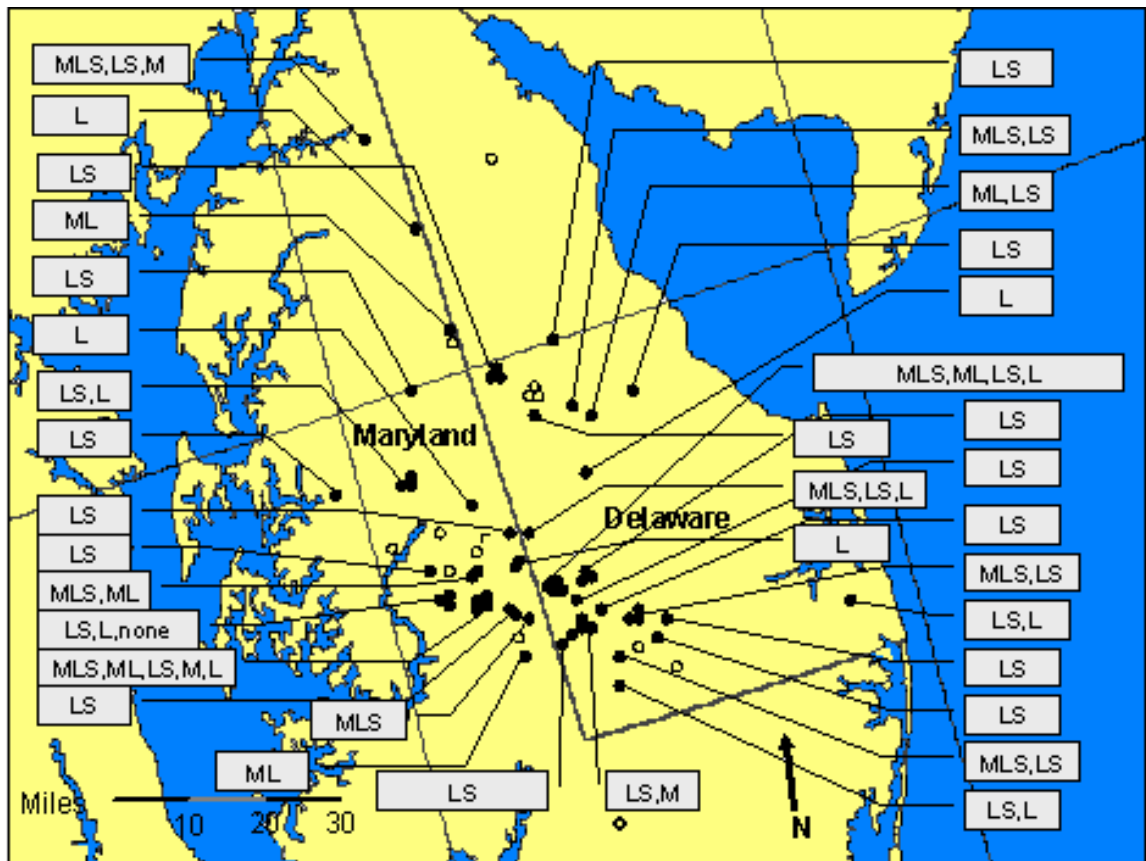 MLS,LS,M
L
LS
ML
LS
L
LS,L
LS
LS
LS
MLS,ML
LS,L,none
MLS,ML,LS,M,L
LS
MLS
ML
LS
LS,M
Maryland
Delaware
LS
MLS,LS
ML,LS
LS
L
MLS,ML,LS,L
LS
LS
LS
MLS,LS,L
LS
L
MLS,LS
LS,L
LS
LS
MLS,LS
LS,L
Miles
10 20 30
N